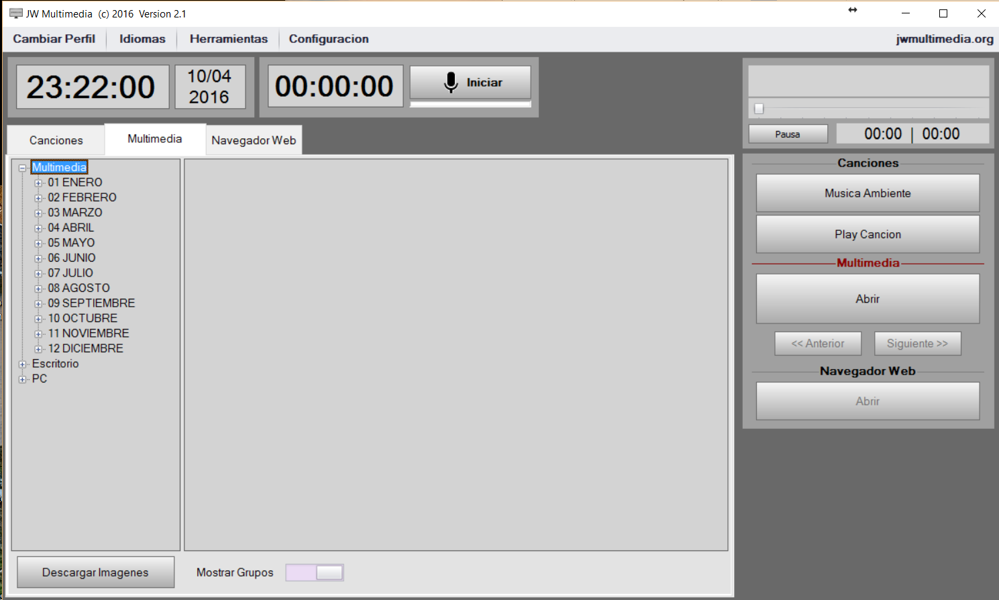 JW Multimedia (c) 2016 Version 2.1
Cambiar Perfil Idiomas Herramientas Configuracion jwmultimedia.org
23:22:00
10/04
2016
00:00:00
Iniciar
Pausa
00:00 | 00:00
Canciones Multimedia Navegador Web
Multimedia
01 ENERO
02 FEBRERO
03 MARZO
04 ABRIL
05 MAYO
06 JUNIO
07 JULIO
08 AGOSTO
09 SEPTIEMBRE
10 OCTUBRE
11 NOVIEMBRE
12 DICIEMBRE
Escritorio
PC
Descargar Imagenes
Mostrar Grupos
Canciones
Musica Ambiente
Play Cancion
Multimedia
Abrir
<< Anterior
Siguiente >>
Navegador Web
Abrir